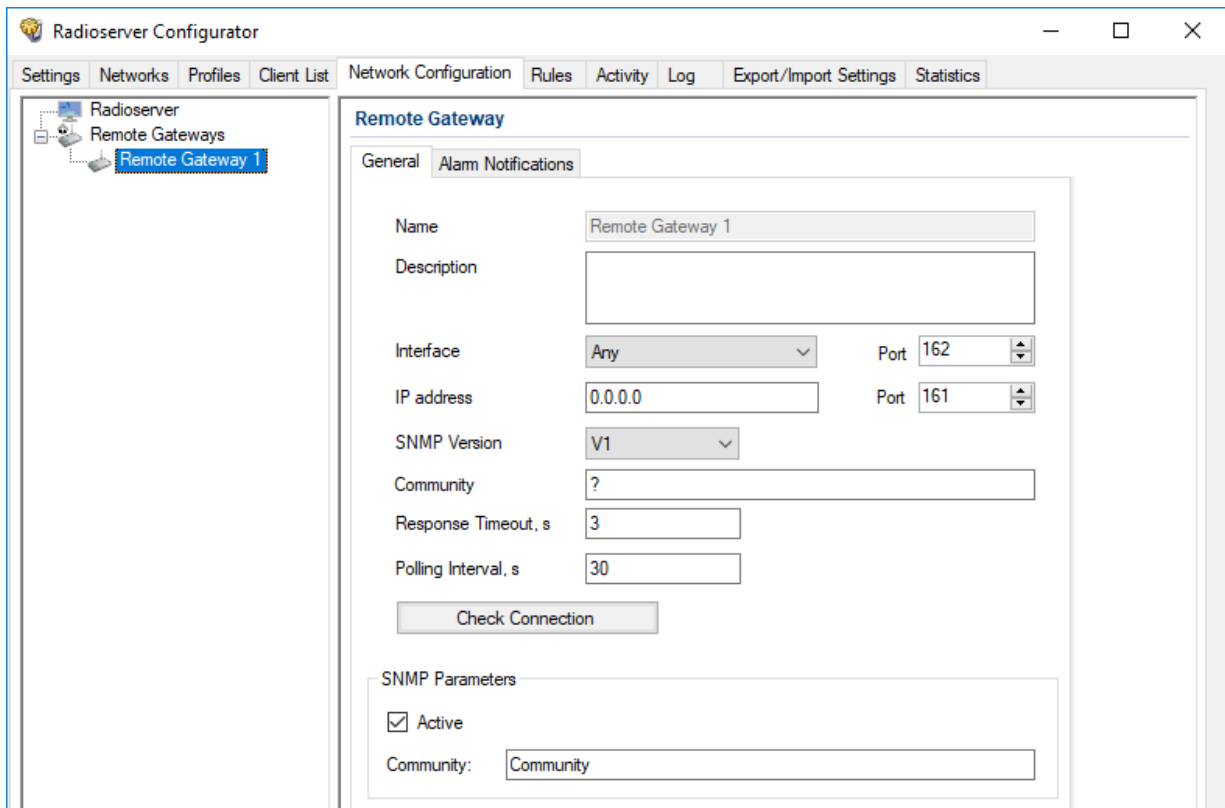 Radioserver Configurator
Settings Networks Profiles Client List Network Configuration Rules Activity Log Export/Import Settings Statistics
Radioserver
Remote Gateways
Remote Gateway 1
Remote Gateway
General Alarm Notifications
Name Remote Gateway 1
Description
Interface Any Port 162
IP address 0.0.0.0 Port 161
SNMP Version V1
Community ?
Response Timeout, s 3
Polling Interval, s 30
Check Connection
SNMP Parameters
Active
Community: Community